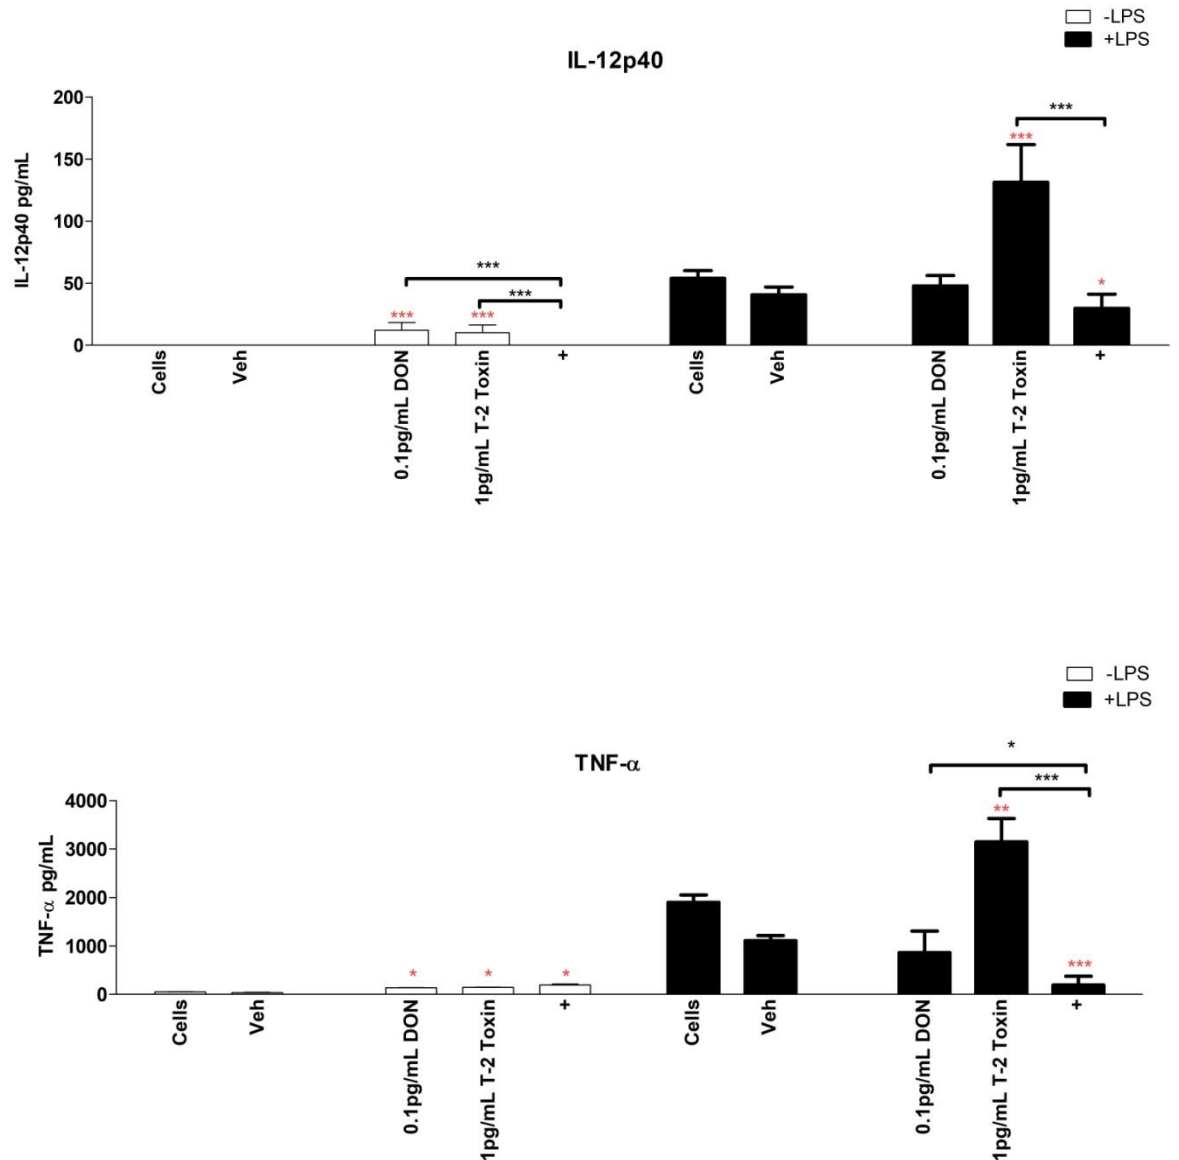 -LPS
+LPS
IL-12p40
200
150
100
50
0
IL-12p40 pg/mL
***
***
***
***
***
***
*
Cells
Veh
0.1pg/mL DON
1pg/mL T-2 Toxin
+
Cells
Veh
0.1pg/mL DON
1pg/mL T-2 Toxin
+
-LPS
+LPS
TNF-α
4000
3000
2000
1000
0
TNF-α pg/mL
*
***
**
*
*
*
***
Cells
Veh
0.1pg/mL DON
1pg/mL T-2 Toxin
+
Cells
Veh
0.1pg/mL DON
1pg/mL T-2 Toxin
+